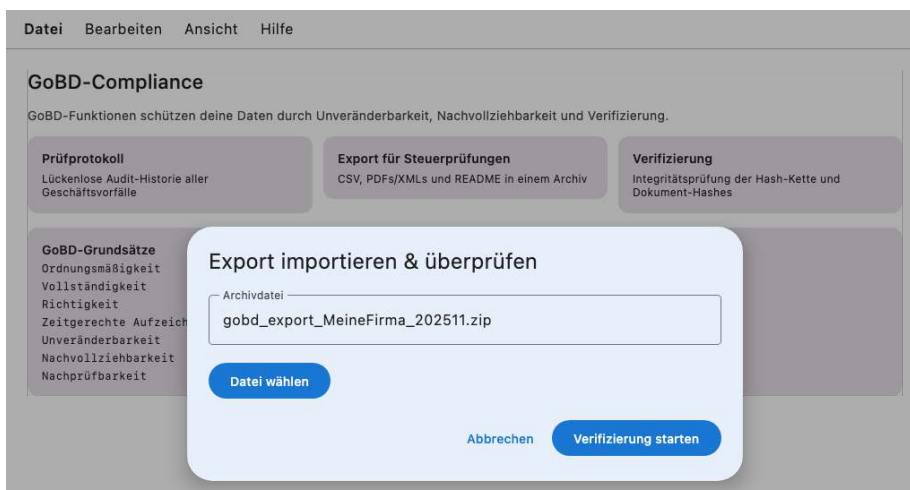 Datei Bearbeiten Ansicht Hilfe
GoBD-Compliance
GoBD-Funktionen schützen deine Daten durch Unveränderbarkeit, Nachvollziehbarkeit und Verifizierung.
Prüfprotokoll
Lückenlose Audit-Historie aller
Geschäftsvorfälle
Export für Steuerprüfungen
CSV, PDFs/XMLs und README in einem Archiv
Verifizierung
Integritätsprüfung der Hash-Kette und
Dokument-Hashes
GoBD-Grundsätze
Ordnungsmäßigkeit
Vollständigkeit
Richtigkeit
Zeitgerechte Aufzeich
Unveränderbarkeit
Nachvollziehbarkeit
Nachprüfbarkeit
Export importieren & überprüfen
Archivdatei
gobd_export_MeineFirma_202511.zip
Datei wählen
Abbrechen Verifizierung starten